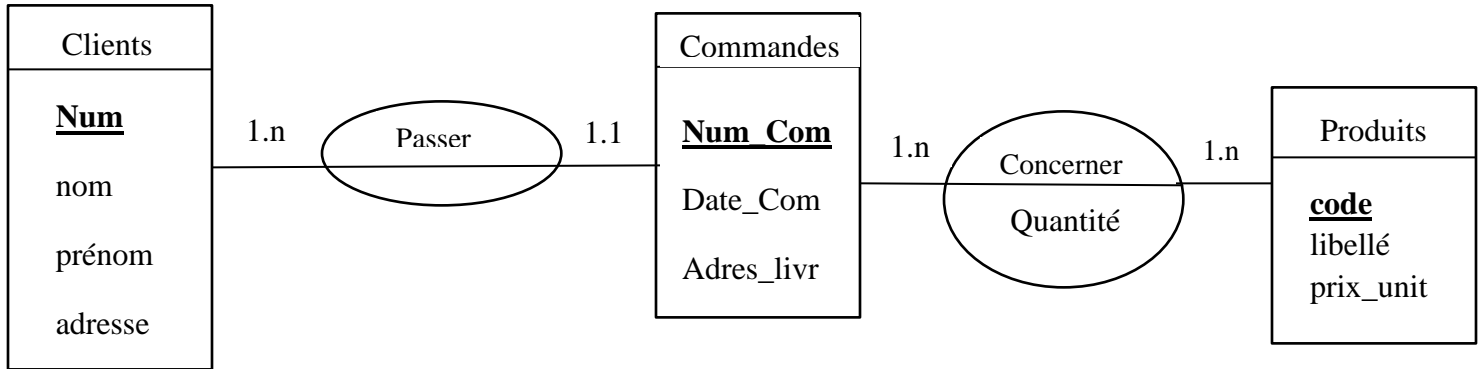 Clients
Num
nom
prénom
adresse
1.n
Passer
1.1
Commandes
Num_Com
Date_Com
Adres_livr
1.n
Concerner
Quantité
1.n
Produits
code
libellé
prix_unit